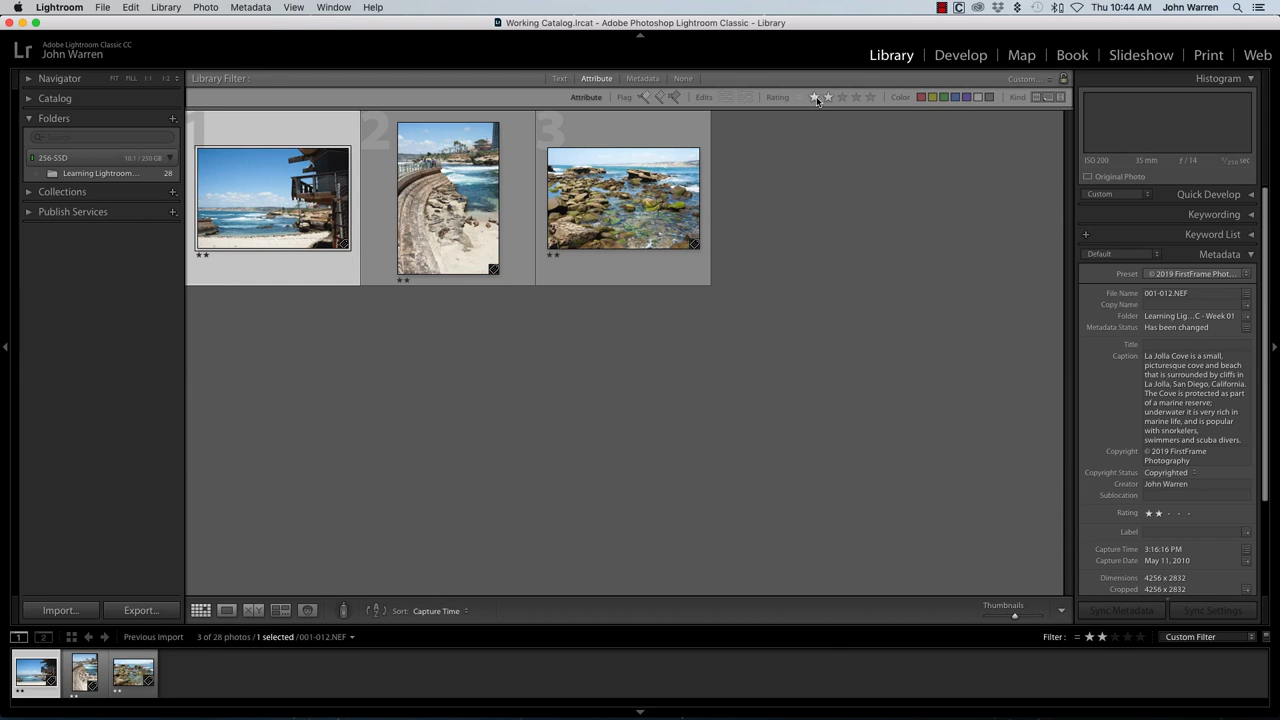 Lightroom File Edit Library Photo Metadata View Window Help Thu 10:44 AM John Warren
Working Catalog.lrcat - Adobe Photoshop Lightroom Classic - Library
Lr Adobe Lightroom Classic CC
John Warren
Library Develop Map Book Slideshow Print Web
Navigator FIT FILL 1:1 1:2
Library Filter : Text Attribute Metadata None Custom...
Histogram
Catalog
Attribute Flag Edits Rating Color Kind
Folders
Search
256-SSD 10.1 / 250 GB
Learning Lightroom... 28
Collections
Publish Services
1 2 3
ISO 200 35 mm f / 14 1/250 sec
Original Photo
Custom Quick Develop
Keywording
Keyword List
Default Metadata
Preset © 2019 FirstFrame Phot...
File Name 001-012.NEF
Copy Name
Folder Learning Lig...C - Week 01
Metadata Status Has been changed
Title
Caption La Jolla Cove is a small,
picturesque cove and beach
that is surrounded by cliffs in
La Jolla, San Diego, California.
The Cove is protected as part
of a marine reserve;
underwater it is very rich in
marine life, and is popular
with snorkelers,
swimmers and scuba divers.
Copyright © 2019 FirstFrame
Photography
Copyright Status Copyrighted
Creator John Warren
Sublocation
Rating
Label
Capture Time 3:16:16 PM
Capture Date May 11, 2010
Dimensions 4256 x 2832
Cropped 4256 x 2832
Import... Export... Sort: Capture Time Thumbnails Sync Metadata Sync Settings
1 2 Previous Import 3 of 28 photos / 1 selected / 001-012.NEF Filter : Custom Filter